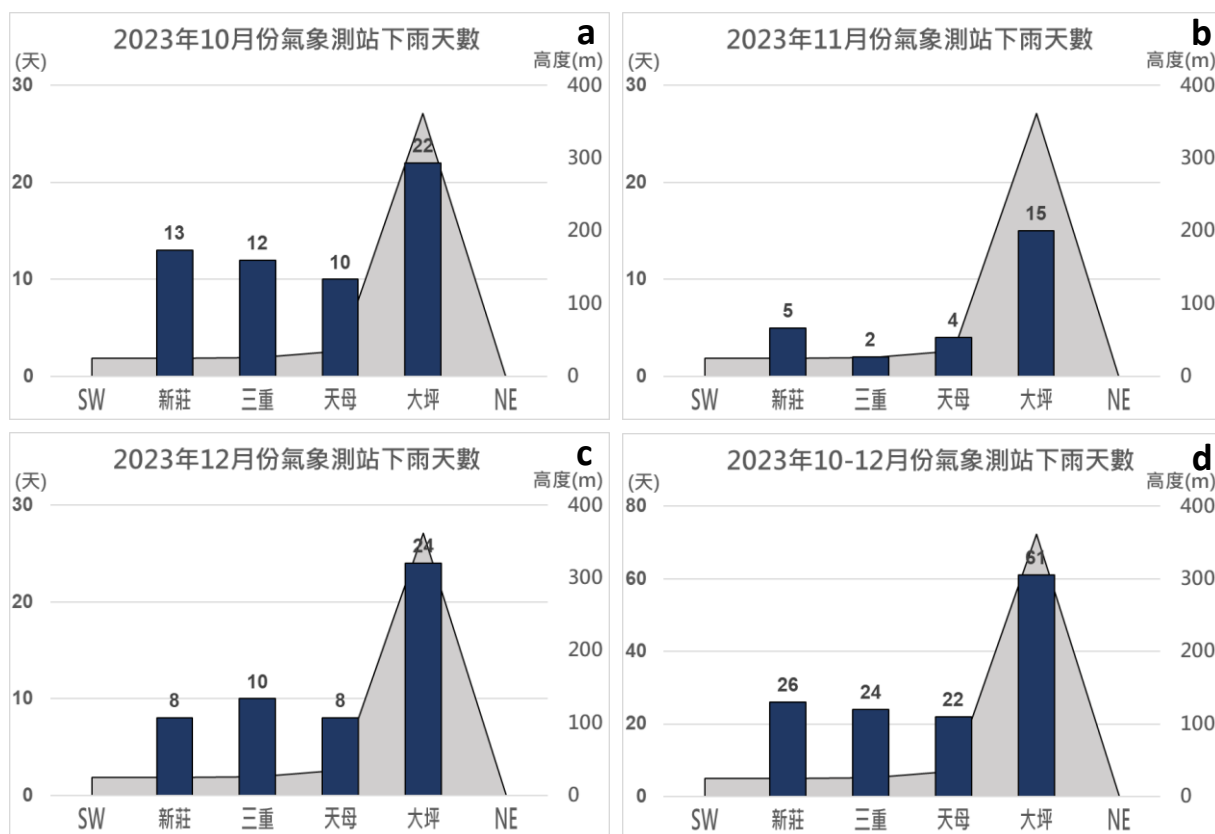 2023年10月份氣象測站下雨天數
a
(天)
高度(m)
30
400
22
300
20
13
12
200
10
10
100
0
0
SW 新莊 三重 天母 大坪 NE
2023年11月份氣象測站下雨天數
b
(天)
高度(m)
30
400
300
20
15
200
10
5
2
4
100
0
0
SW 新莊 三重 天母 大坪 NE
2023年12月份氣象測站下雨天數
c
(天)
高度(m)
30
400
24
300
20
200
10
8
10
8
100
0
0
SW 新莊 三重 天母 大坪 NE
2023年10-12月份氣象測站下雨天數
d
(天)
高度(m)
80
400
61
60
300
40
200
26
24
22
20
100
0
0
SW 新莊 三重 天母 大坪 NE